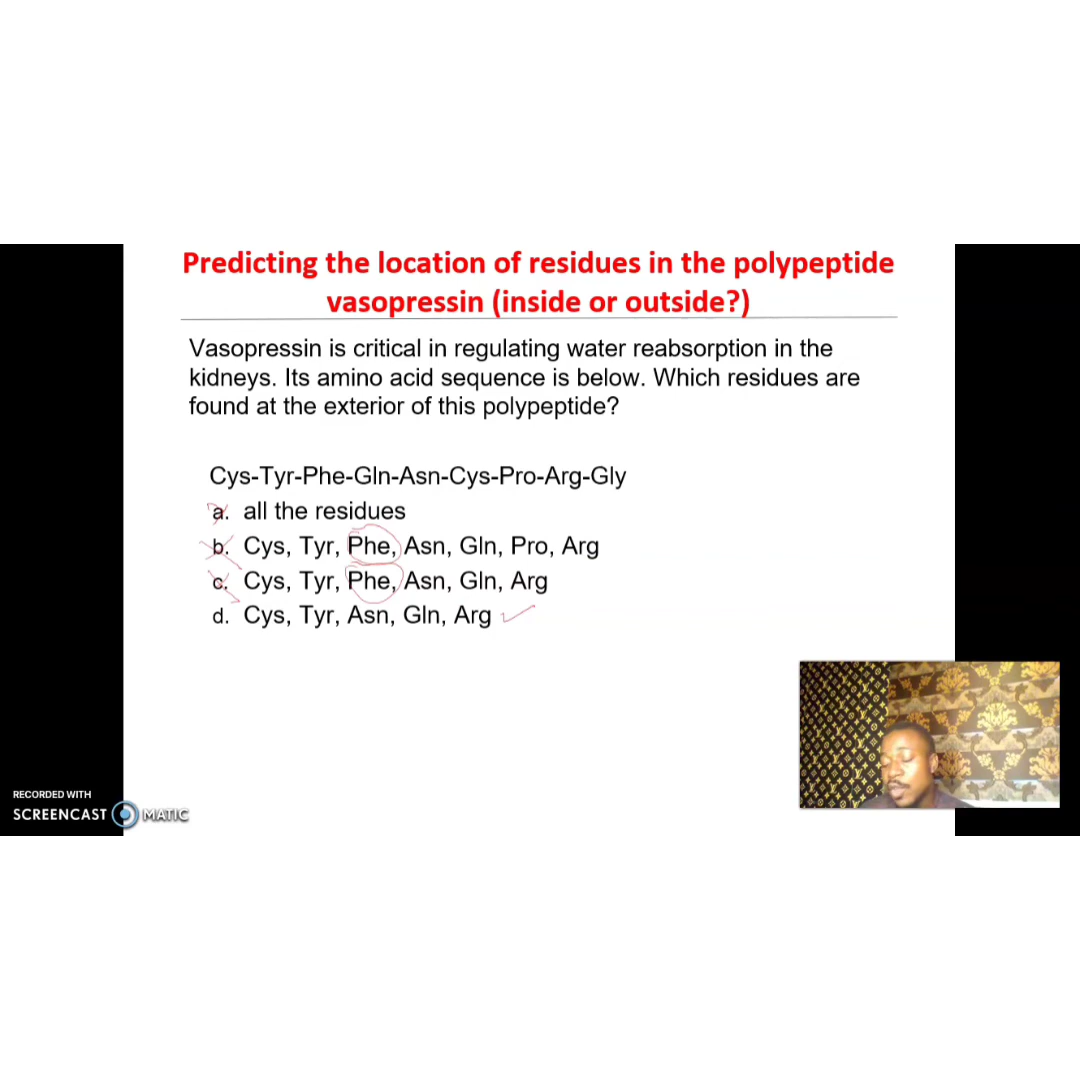 Predicting the location of residues in the polypeptide
vasopressin (inside or outside?)
Vasopressin is critical in regulating water reabsorption in the
kidneys. Its amino acid sequence is below. Which residues are
found at the exterior of this polypeptide?
Cys-Tyr-Phe-Gln-Asn-Cys-Pro-Arg-Gly
a. all the residues
b. Cys, Tyr, Phe, Asn, Gln, Pro, Arg
c. Cys, Tyr, Phe, Asn, Gln, Arg
d. Cys, Tyr, Asn, Gln, Arg
RECORDED WITH
SCREENCAST MATIC